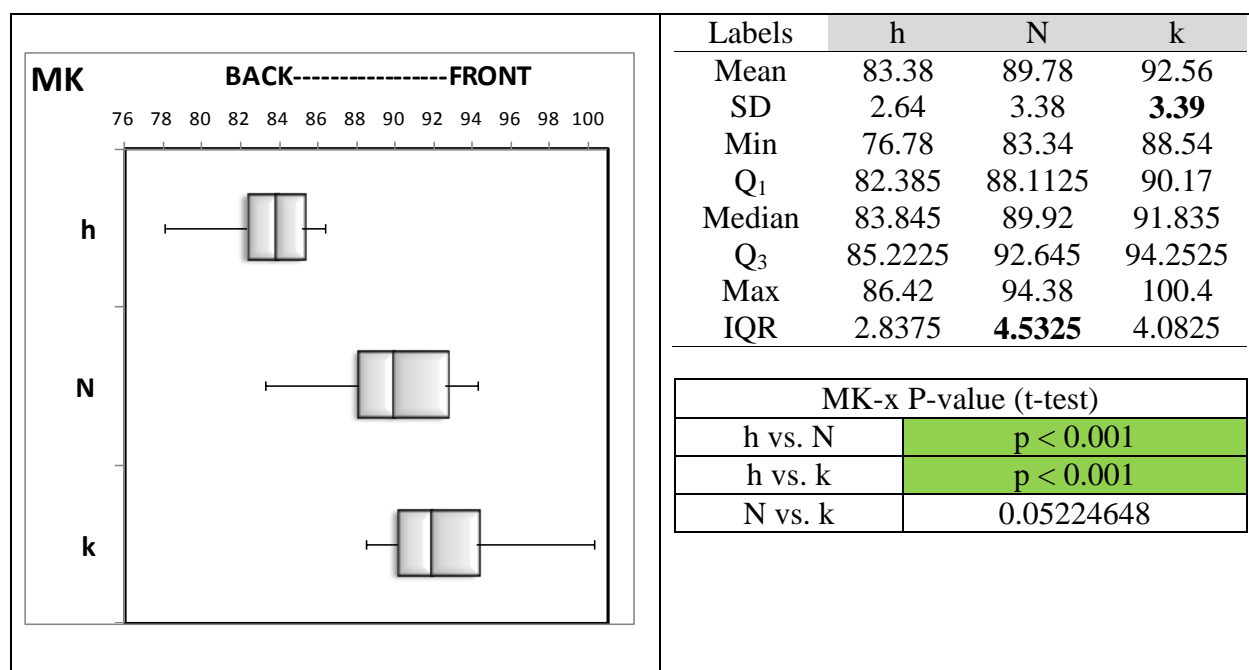 MK BACK-----------------FRONT
76 78 80 82 84 86 88 90 92 94 96 98 100
h
N
k
Labels h N k
Mean 83.38 89.78 92.56
SD 2.64 3.38 3.39
Min 76.78 83.34 88.54
Q1 82.385 88.1125 90.17
Median 83.845 89.92 91.835
Q3 85.2225 92.645 94.2525
Max 86.42 94.38 100.4
IQR 2.8375 4.5325 4.0825
MK-x P-value (t-test)
h vs. N p < 0.001
h vs. k p < 0.001
N vs. k 0.05224648